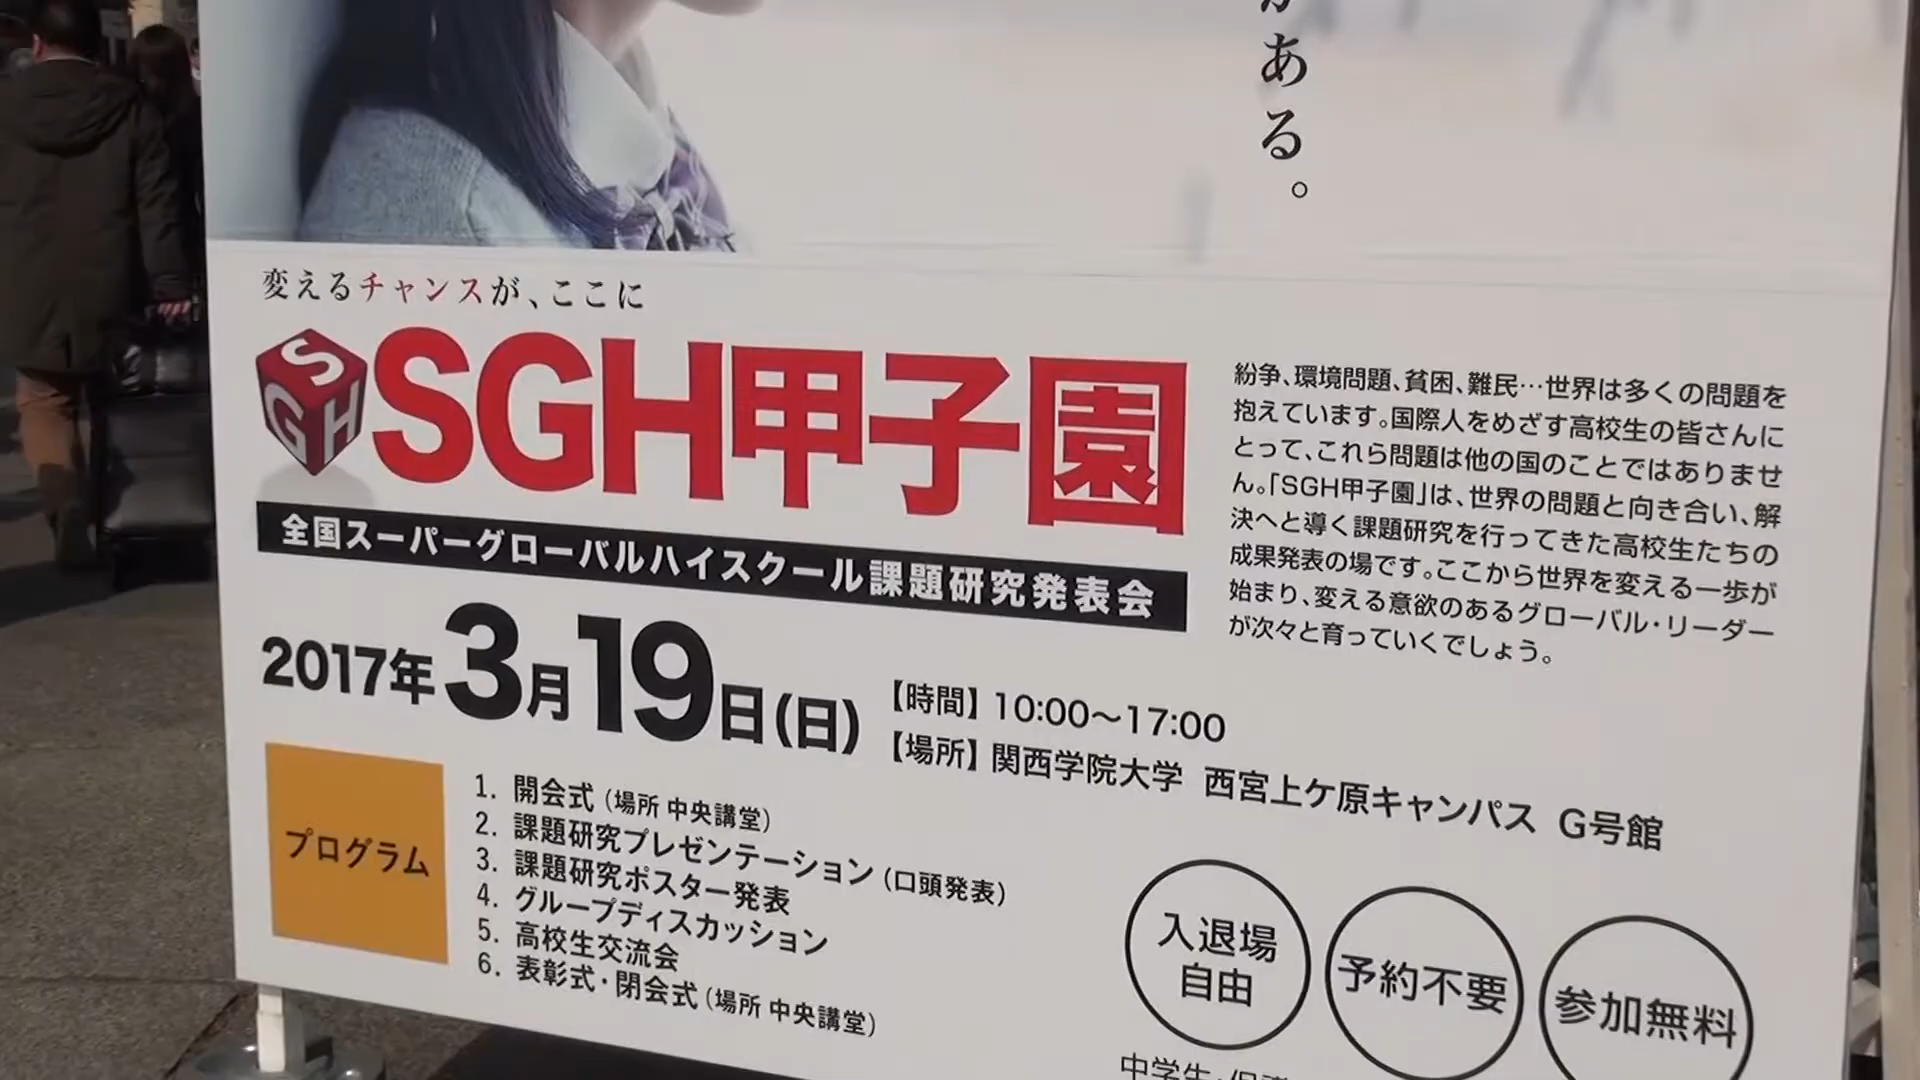 ある。
変えるチャンスが、ここに
SGH
SGH甲子園
全国スーパーグローバルハイスクール課題研究発表会
2017年3月19日(日)
【時間】10:00～17:00
【場所】関西学院大学 西宮上ケ原キャンパス G号館
紛争、環境問題、貧困、難民…世界は多くの問題を
抱えています。国際人をめざす高校生の皆さんに
とって、これら問題は他の国のことではありませ
ん。「SGH甲子園」は、世界の問題と向き合い、解
決へと導く課題研究を行ってきた高校生たちの
成果発表の場です。ここから世界を変える一歩が
始まり、変える意欲のあるグローバル・リーダー
が次々と育っていくでしょう。
プログラム
1. 開会式（場所 中央講堂）
2. 課題研究プレゼンテーション（口頭発表）
3. 課題研究ポスター発表
4. グループディスカッション
5. 高校生交流会
6. 表彰式・閉会式（場所 中央講堂）
入退場
自由
予約不要
参加無料
中学生・保護